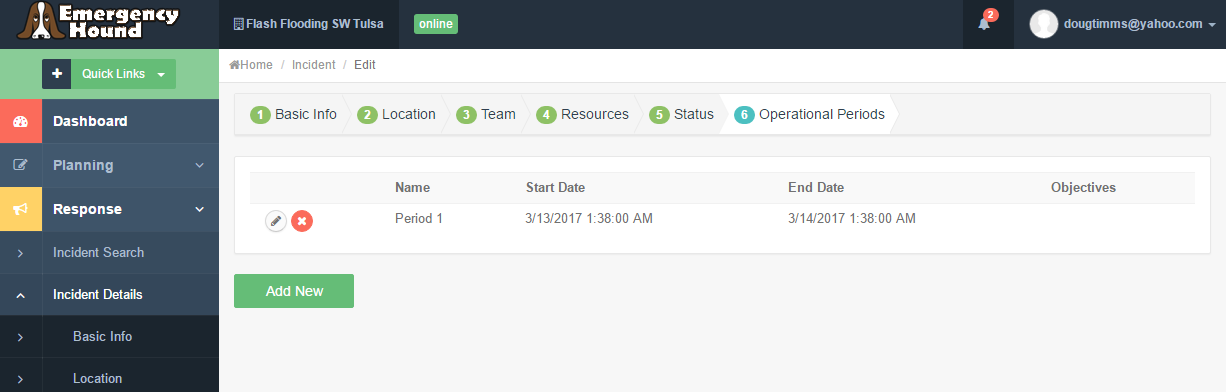 Emergency Hound
Flash Flooding SW Tulsa
online
2
dougtimms@yahoo.com
Quick Links
Home / Incident / Edit
1 Basic Info 2 Location 3 Team 4 Resources 5 Status 6 Operational Periods
Dashboard
Planning
Response
Incident Search
Incident Details
Basic Info
Location
Name Start Date End Date Objectives
Period 1 3/13/2017 1:38:00 AM 3/14/2017 1:38:00 AM
Add New